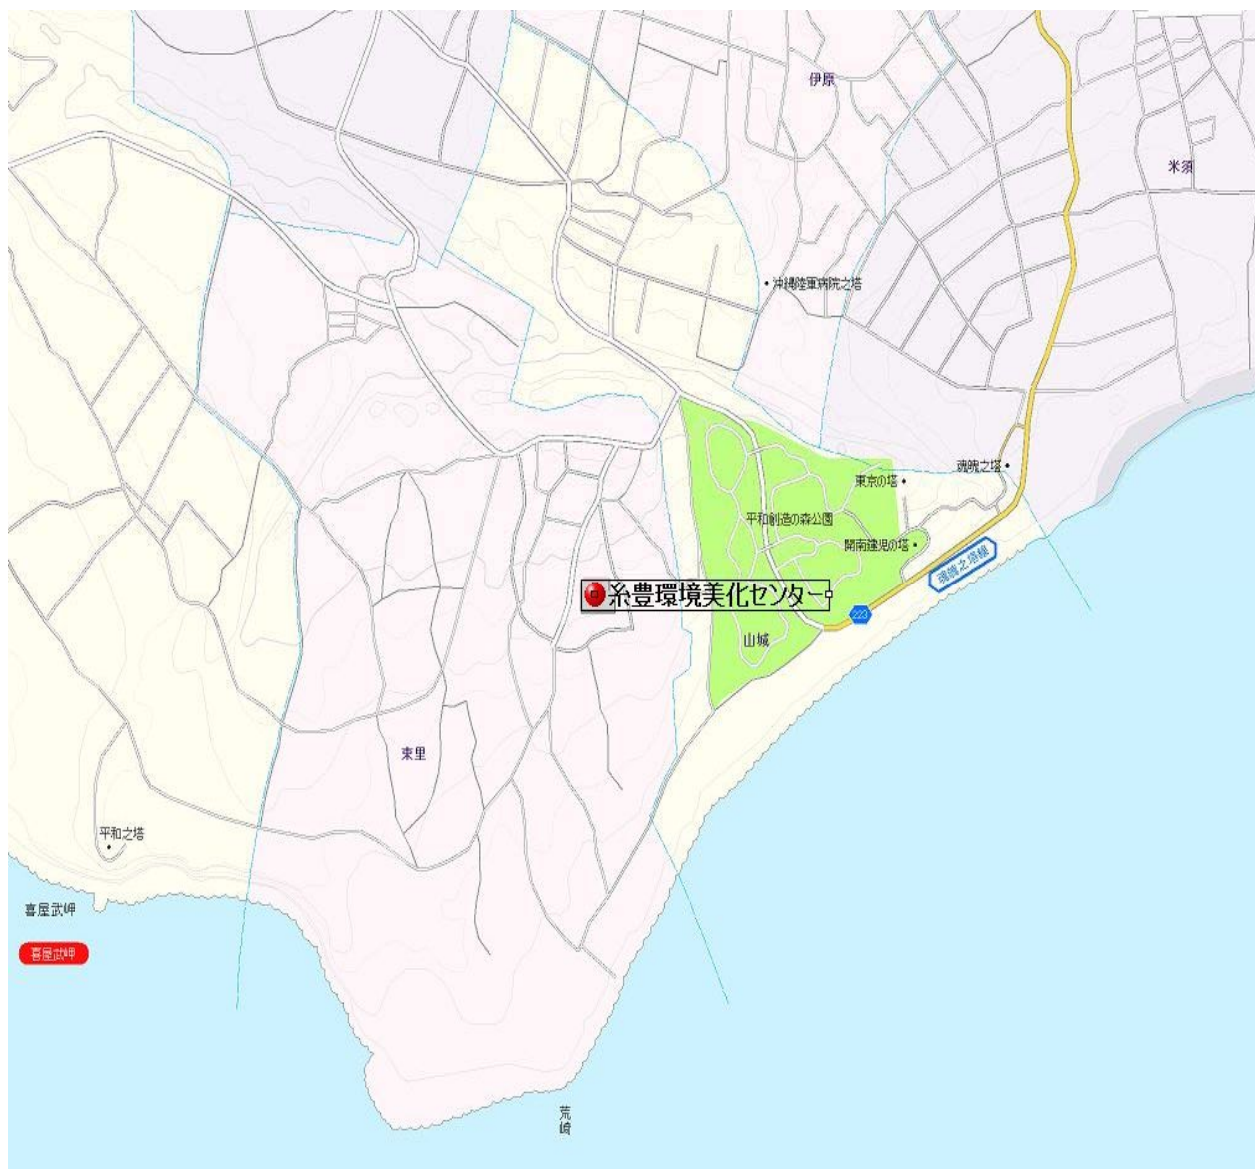 伊原
米須
沖縄陸軍病院之塔
魂魄之塔
東京の塔
平和創造の森公園
開南健児の塔
魂魄之塔線
糸豊環境美化センター
223
山城
束里
平和之塔
喜屋武岬
喜屋武岬
荒崎